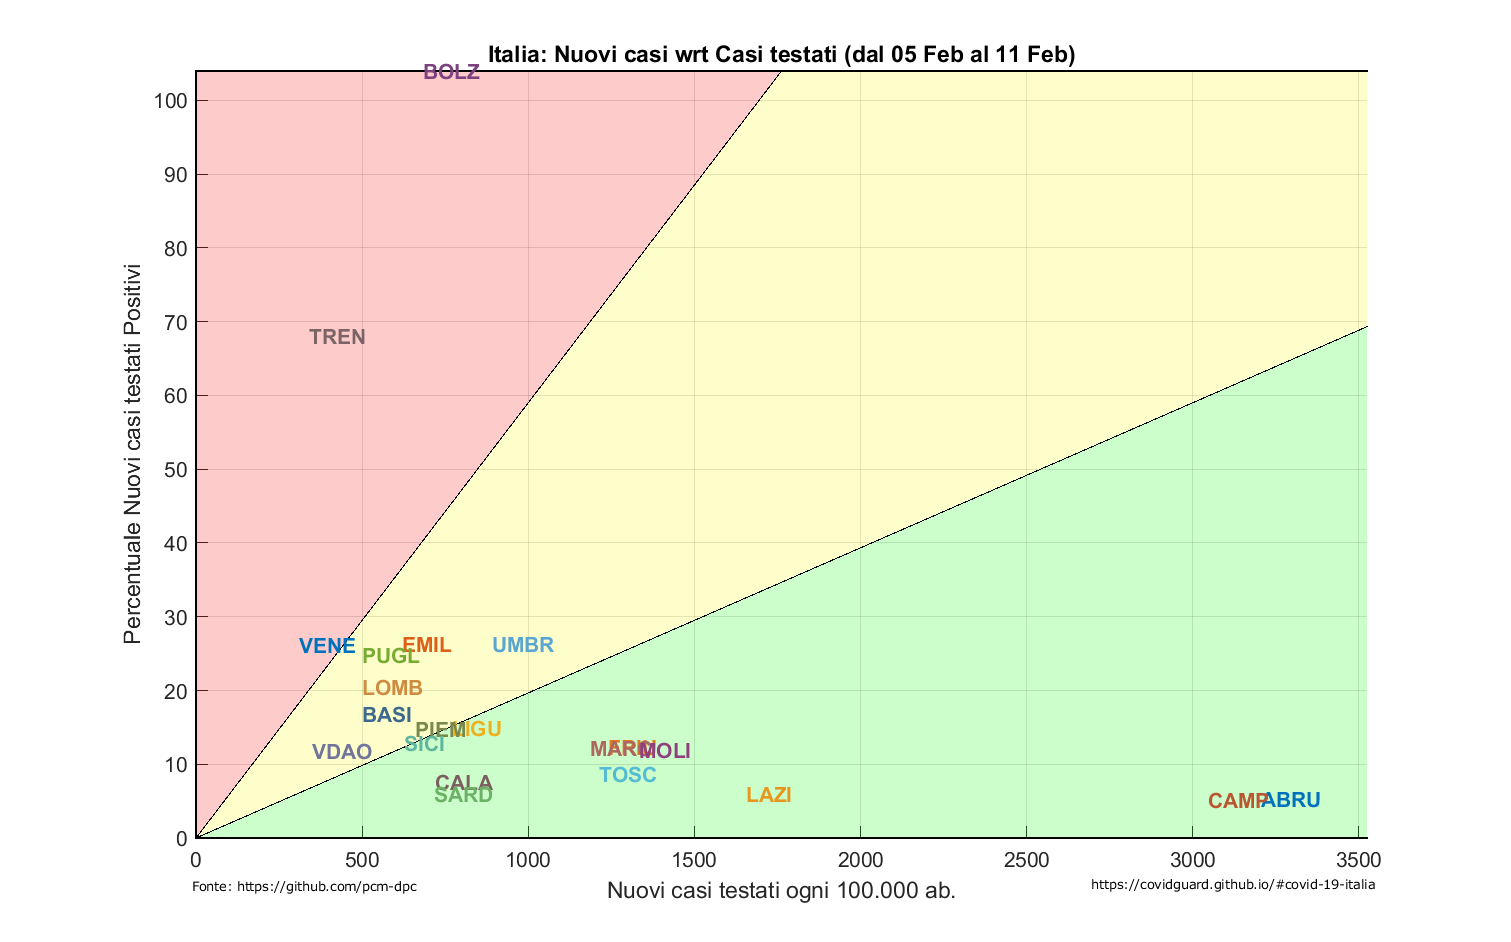 Italia: Nuovi casi wrt Casi testati (dal 05 Feb al 11 Feb)
BOLZ
100
90
80
70
TREN
60
50
40
30
VENE
EMIL
UMBR
PUGL
20
LOMB
BASI
PIEM
SICI
VDAO
MOLI
10
TOSC
CALA
SARD
LAZI
CAMP
ABRU
0
Percentuale Nuovi casi testati Positivi
0 500 1000 1500 2000 2500 3000 3500
Nuovi casi testati ogni 100.000 ab.
Fonte: https://github.com/pcm-dpc
https://covidguard.github.io/#covid-19-italia